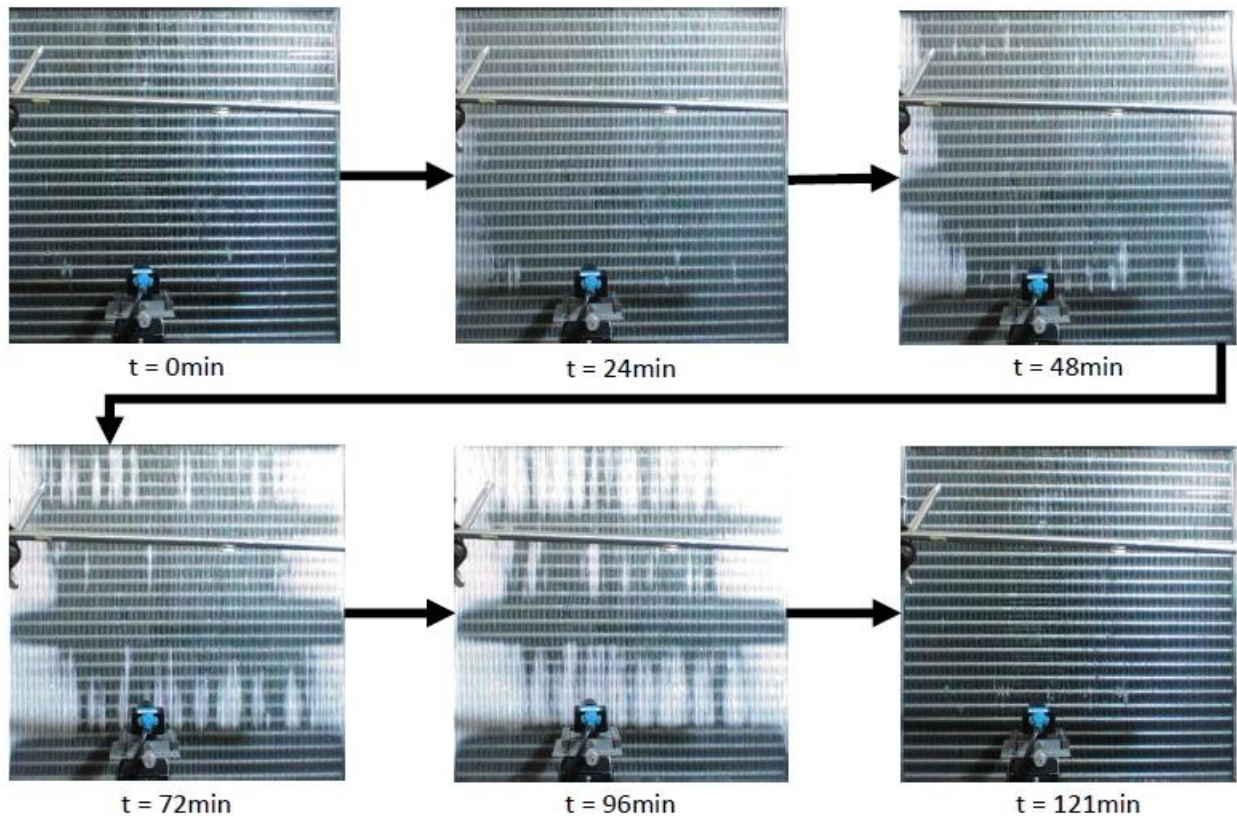 t = 0min
t = 24min
t = 48min
t = 72min
t = 96min
t = 121min